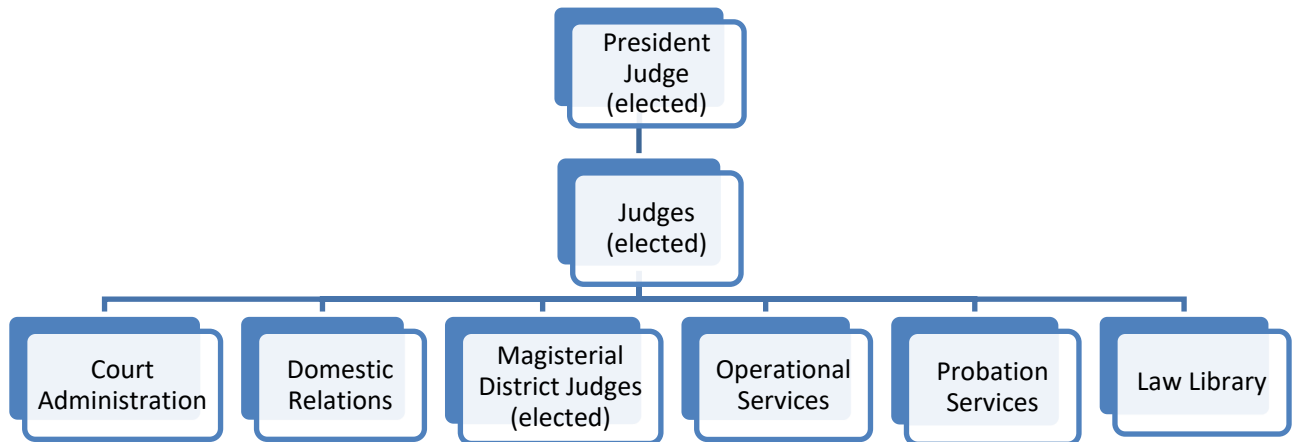 President
Judge
(elected)
Judges
(elected)
Court
Administration
Domestic
Relations
Magisterial
District Judges
(elected)
Operational
Services
Probation
Services
Law Library